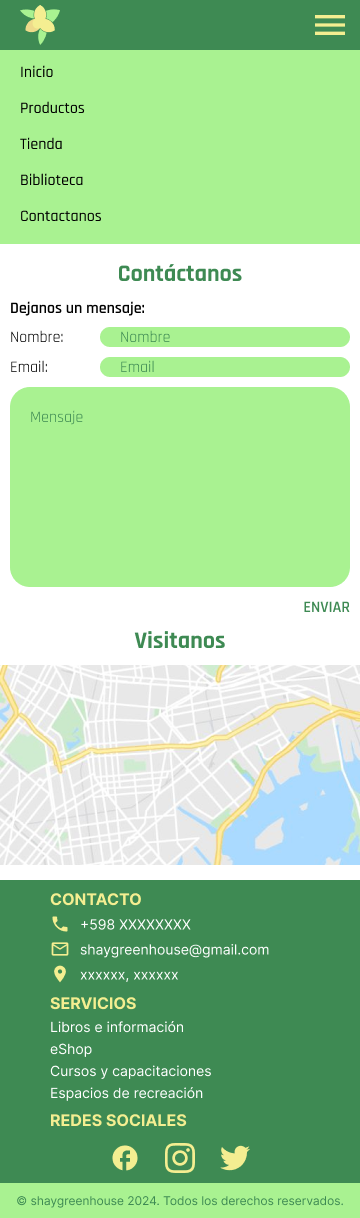 Inicio
Productos
Tienda
Biblioteca
Contactanos
Contáctanos
Dejanos un mensaje:
Nombre: Nombre
Email: Email
Mensaje
ENVIAR
Visitanos
CONTACTO
+598 XXXXXXXX
shaygreenhouse@gmail.com
xxxxxx, xxxxxx
SERVICIOS
Libros e información
eShop
Cursos y capacitaciones
Espacios de recreación
REDES SOCIALES
© shaygreenhouse 2024. Todos los derechos reservados.